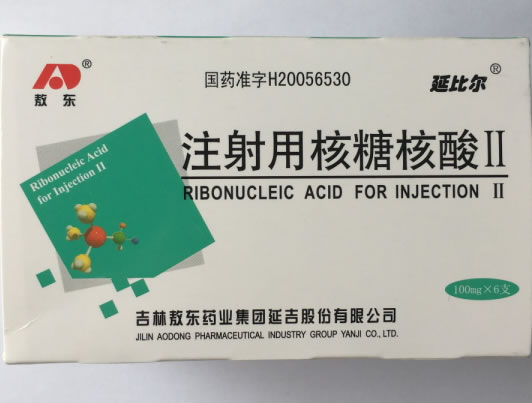 敖东®
国药准字H20056530
延比尔®
Ribonucleic Acid
for Injection II
注射用核糖核酸II
RIBONUCLEIC ACID FOR INJECTION II
100mg×6支
吉林敖东药业集团延吉股份有限公司
JILIN AODONG PHARMACEUTICAL INDUSTRY GROUP YANJI CO., LTD.